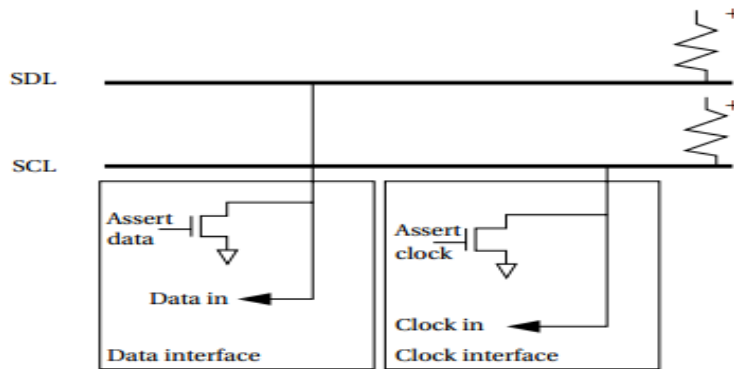 +
SDL
+
SCL
Assert
data
Assert
clock
Data in
Clock in
Data interface
Clock interface